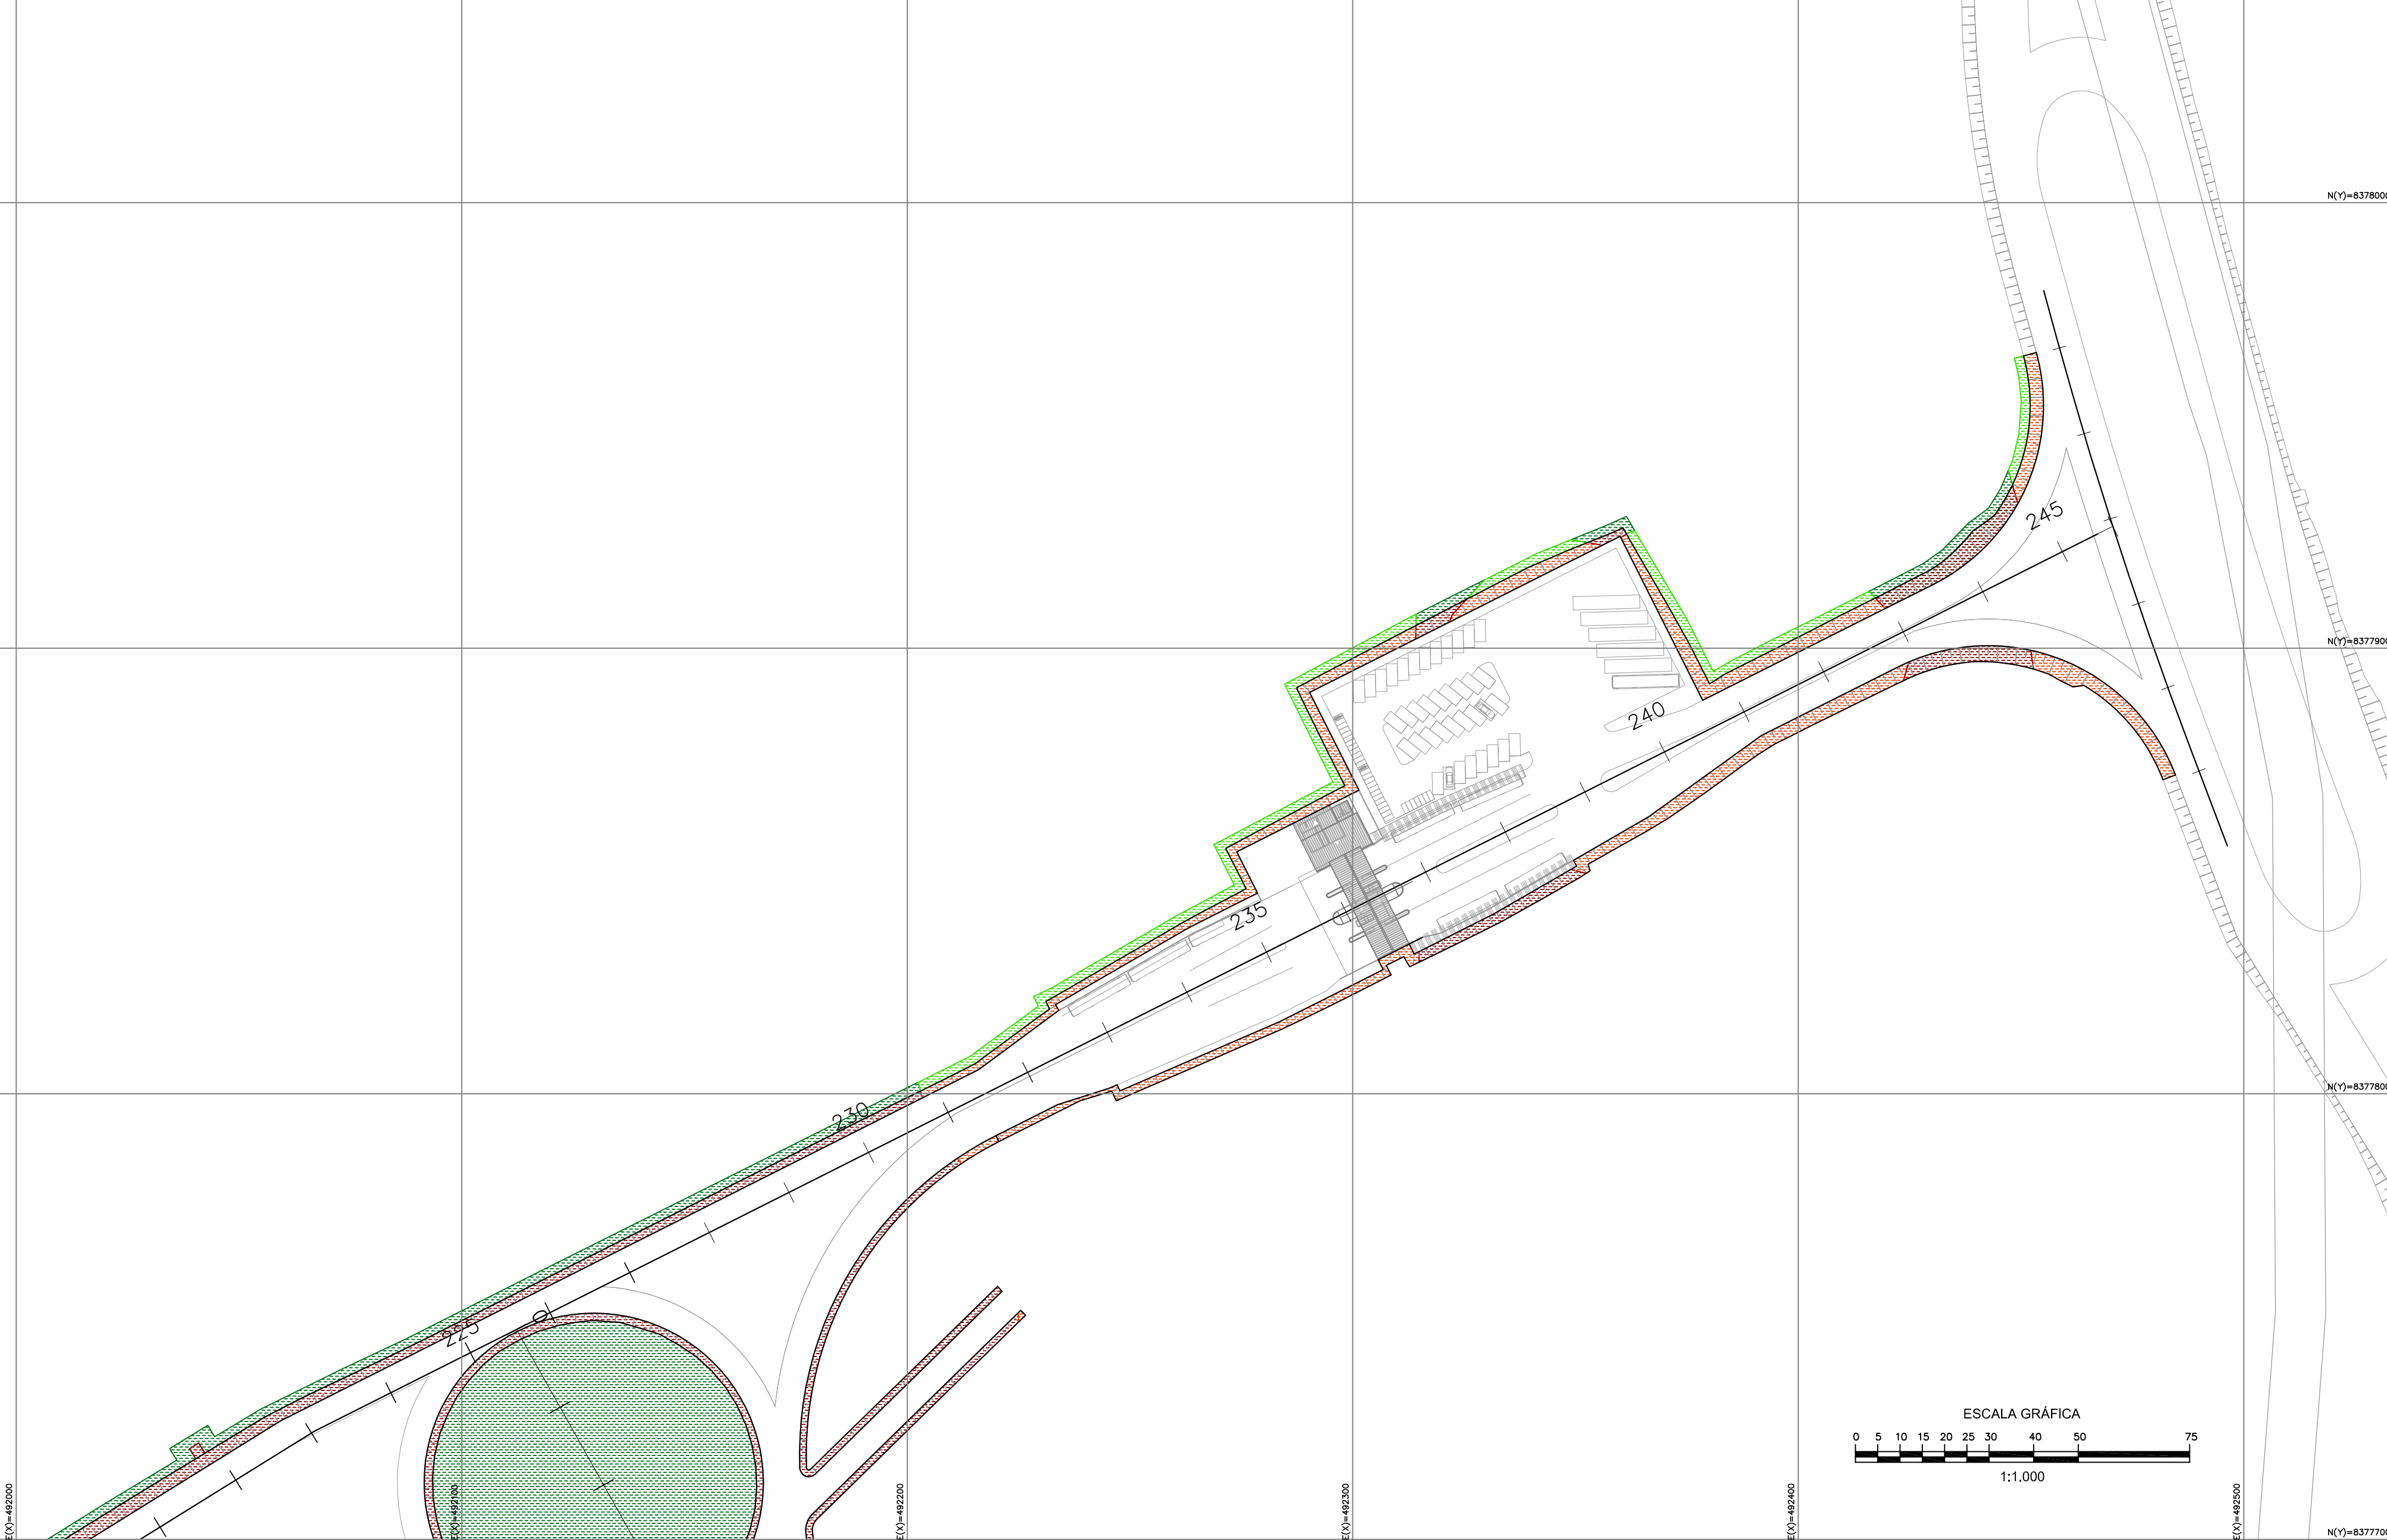 N(Y)=8378000
245
N(Y)=8377900
240
235
N(Y)=8377800
230
225
0
ESCALA GRÁFICA
0 5 10 15 20 25 30 40 50 75
1:1.000
E(X)=492000
E(X)=492100
E(X)=492200
E(X)=492300
E(X)=492400
E(X)=492500
N(Y)=8377700